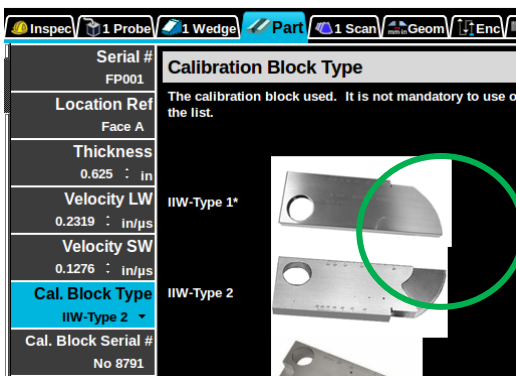 Inspec 1 Probe 1 Wedge Part 1 Scan Geom Enc
Serial #
FP001
Location Ref
Face A
Thickness
0.625 : in
Velocity LW
0.2319 : in/µs
Velocity SW
0.1276 : in/µs
Cal. Block Type
IIW-Type 2
Cal. Block Serial #
No 8791
Calibration Block Type
The calibration block used. It is not mandatory to use o
the list.
IIW-Type 1*
IIW-Type 2